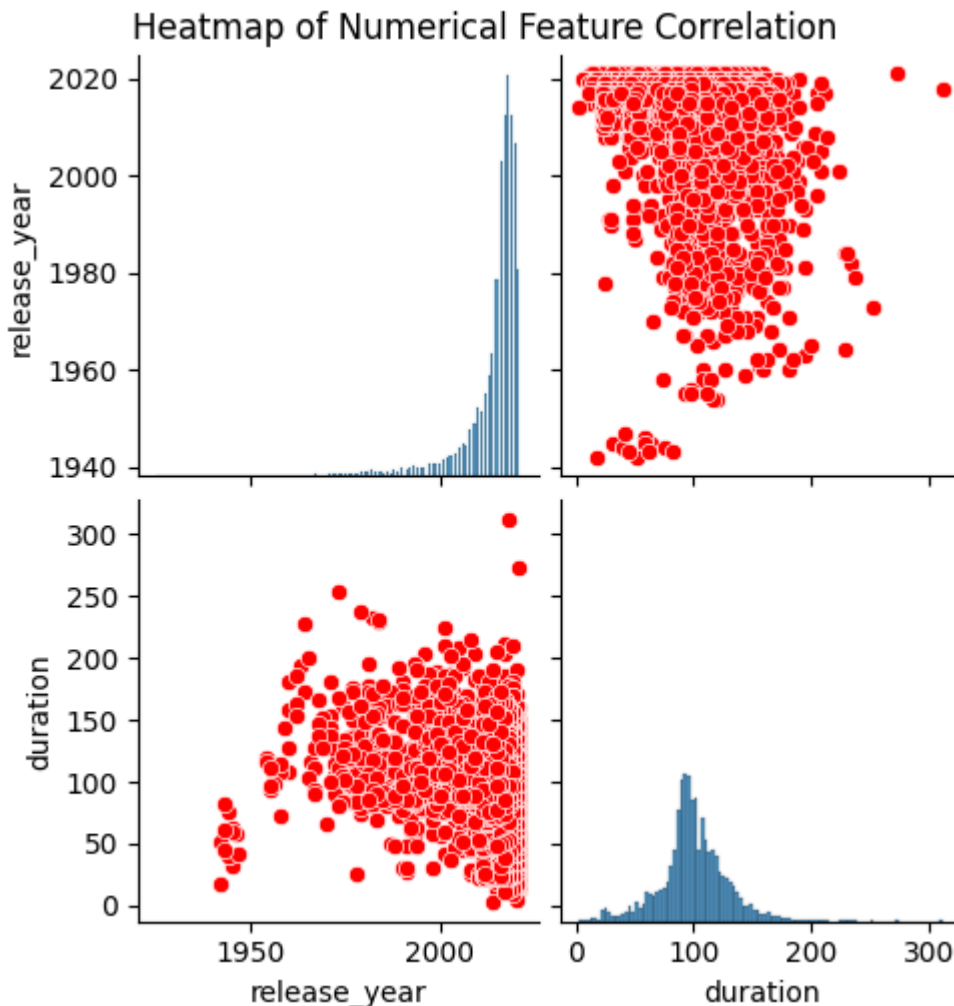 Heatmap of Numerical Feature Correlation
2020
2000
1980
1960
1940
release_year
300
250
200
150
100
50
0
duration
1950 2000
release_year
0 100 200 300
duration